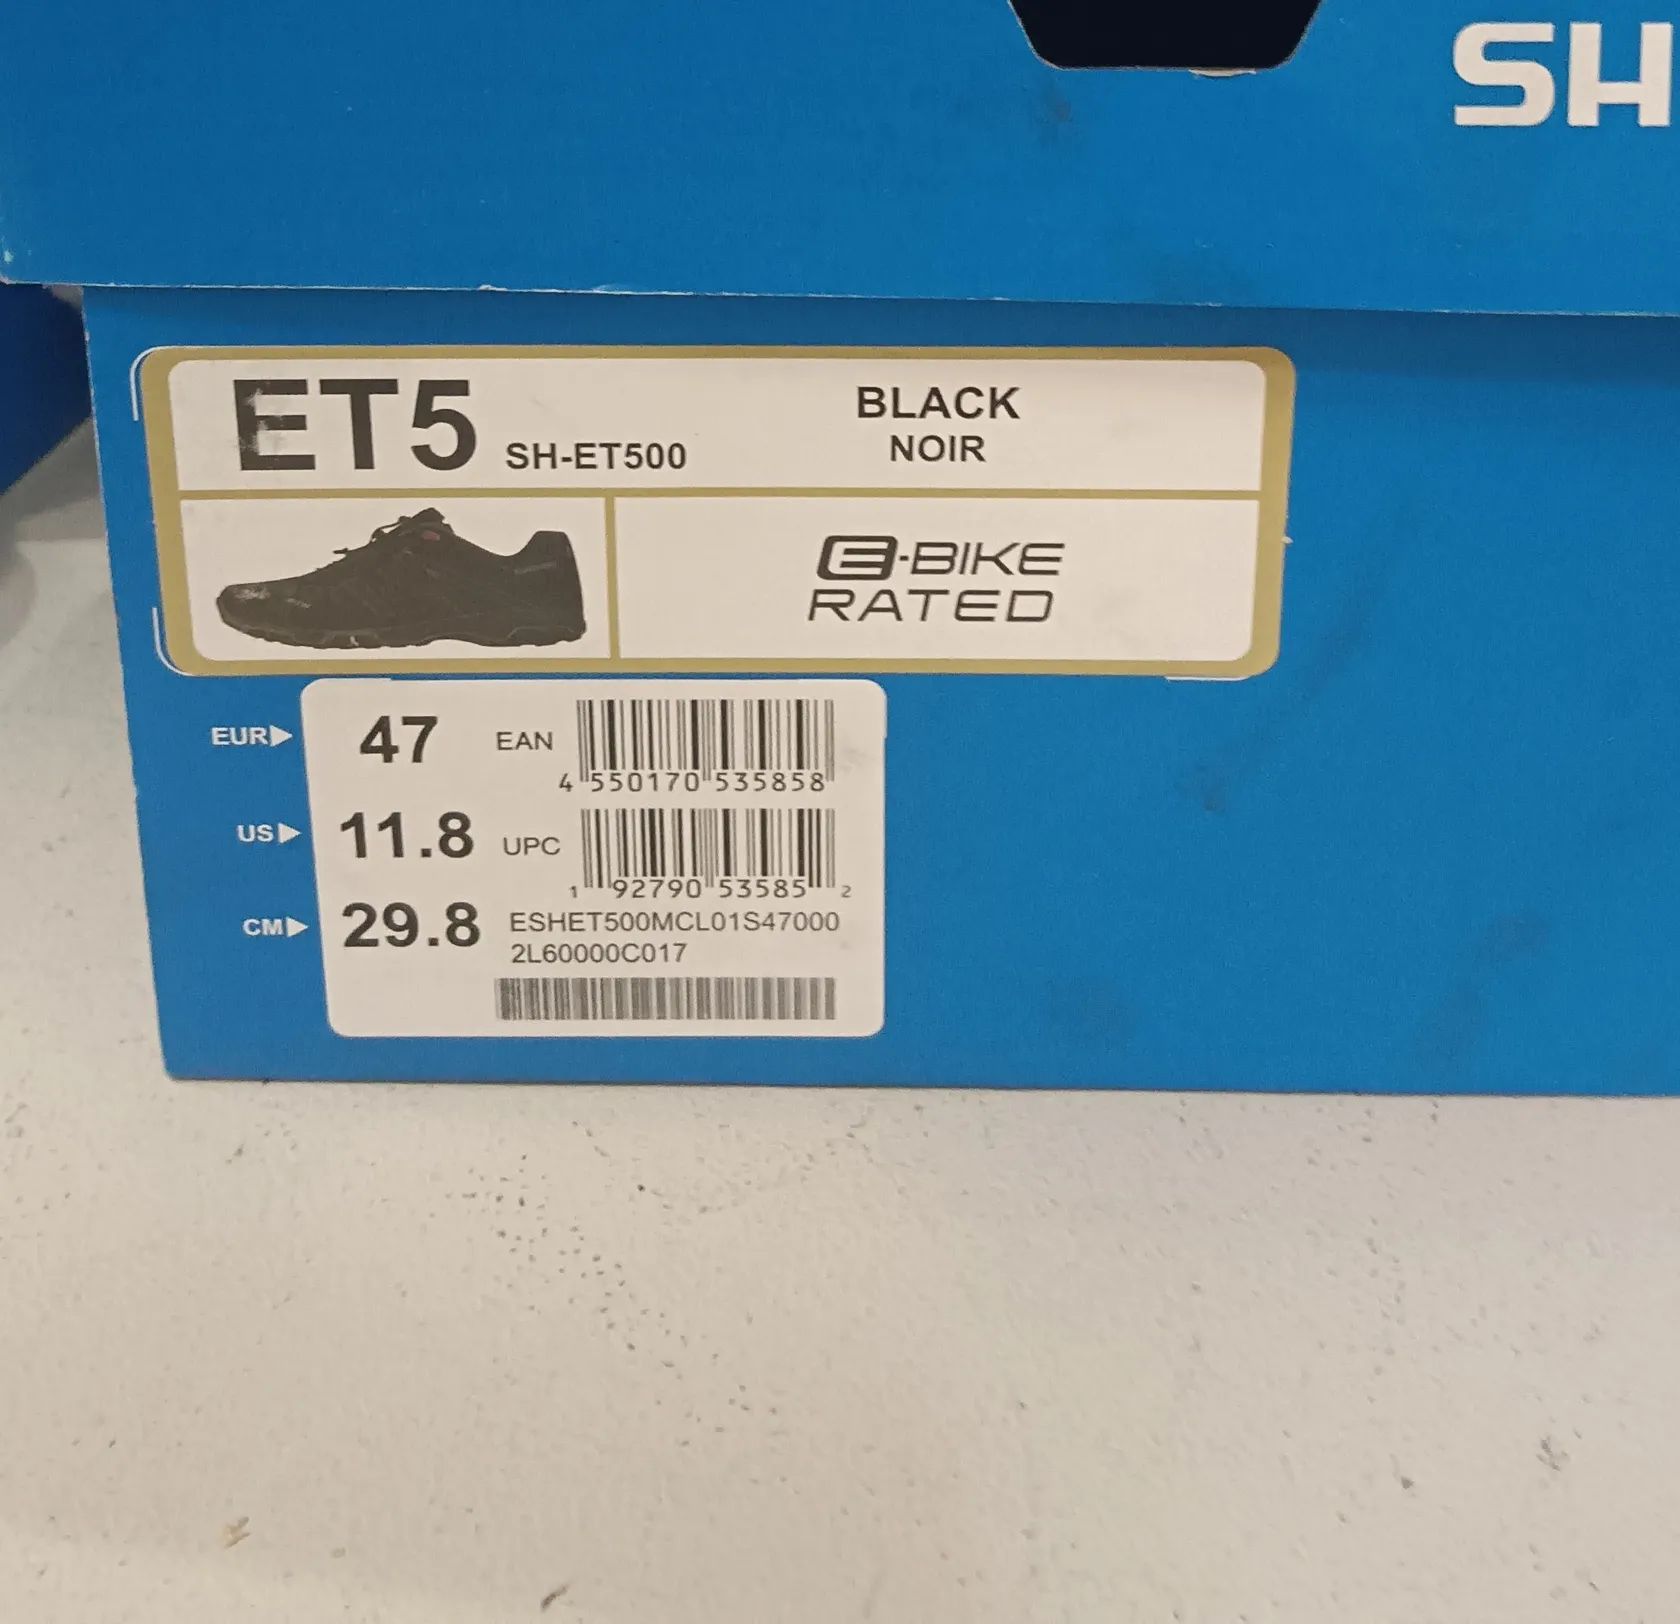 SH
ET5 SH-ET500
BLACK
NOIR
E-BIKE
RATED
EUR 47 EAN
4 550170 535858
US 11.8 UPC
1 92790 53585 2
CM 29.8 ESHET500MCL01S47000
2L60000C017